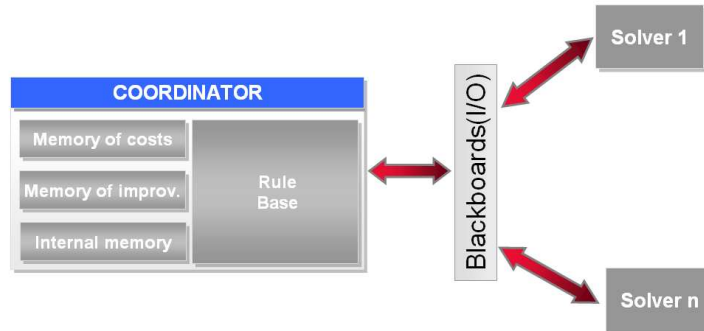 COORDINATOR
Memory of costs
Memory of improv.
Internal memory
Rule
Base
Blackboards(I/O)
Solver 1
Solver n